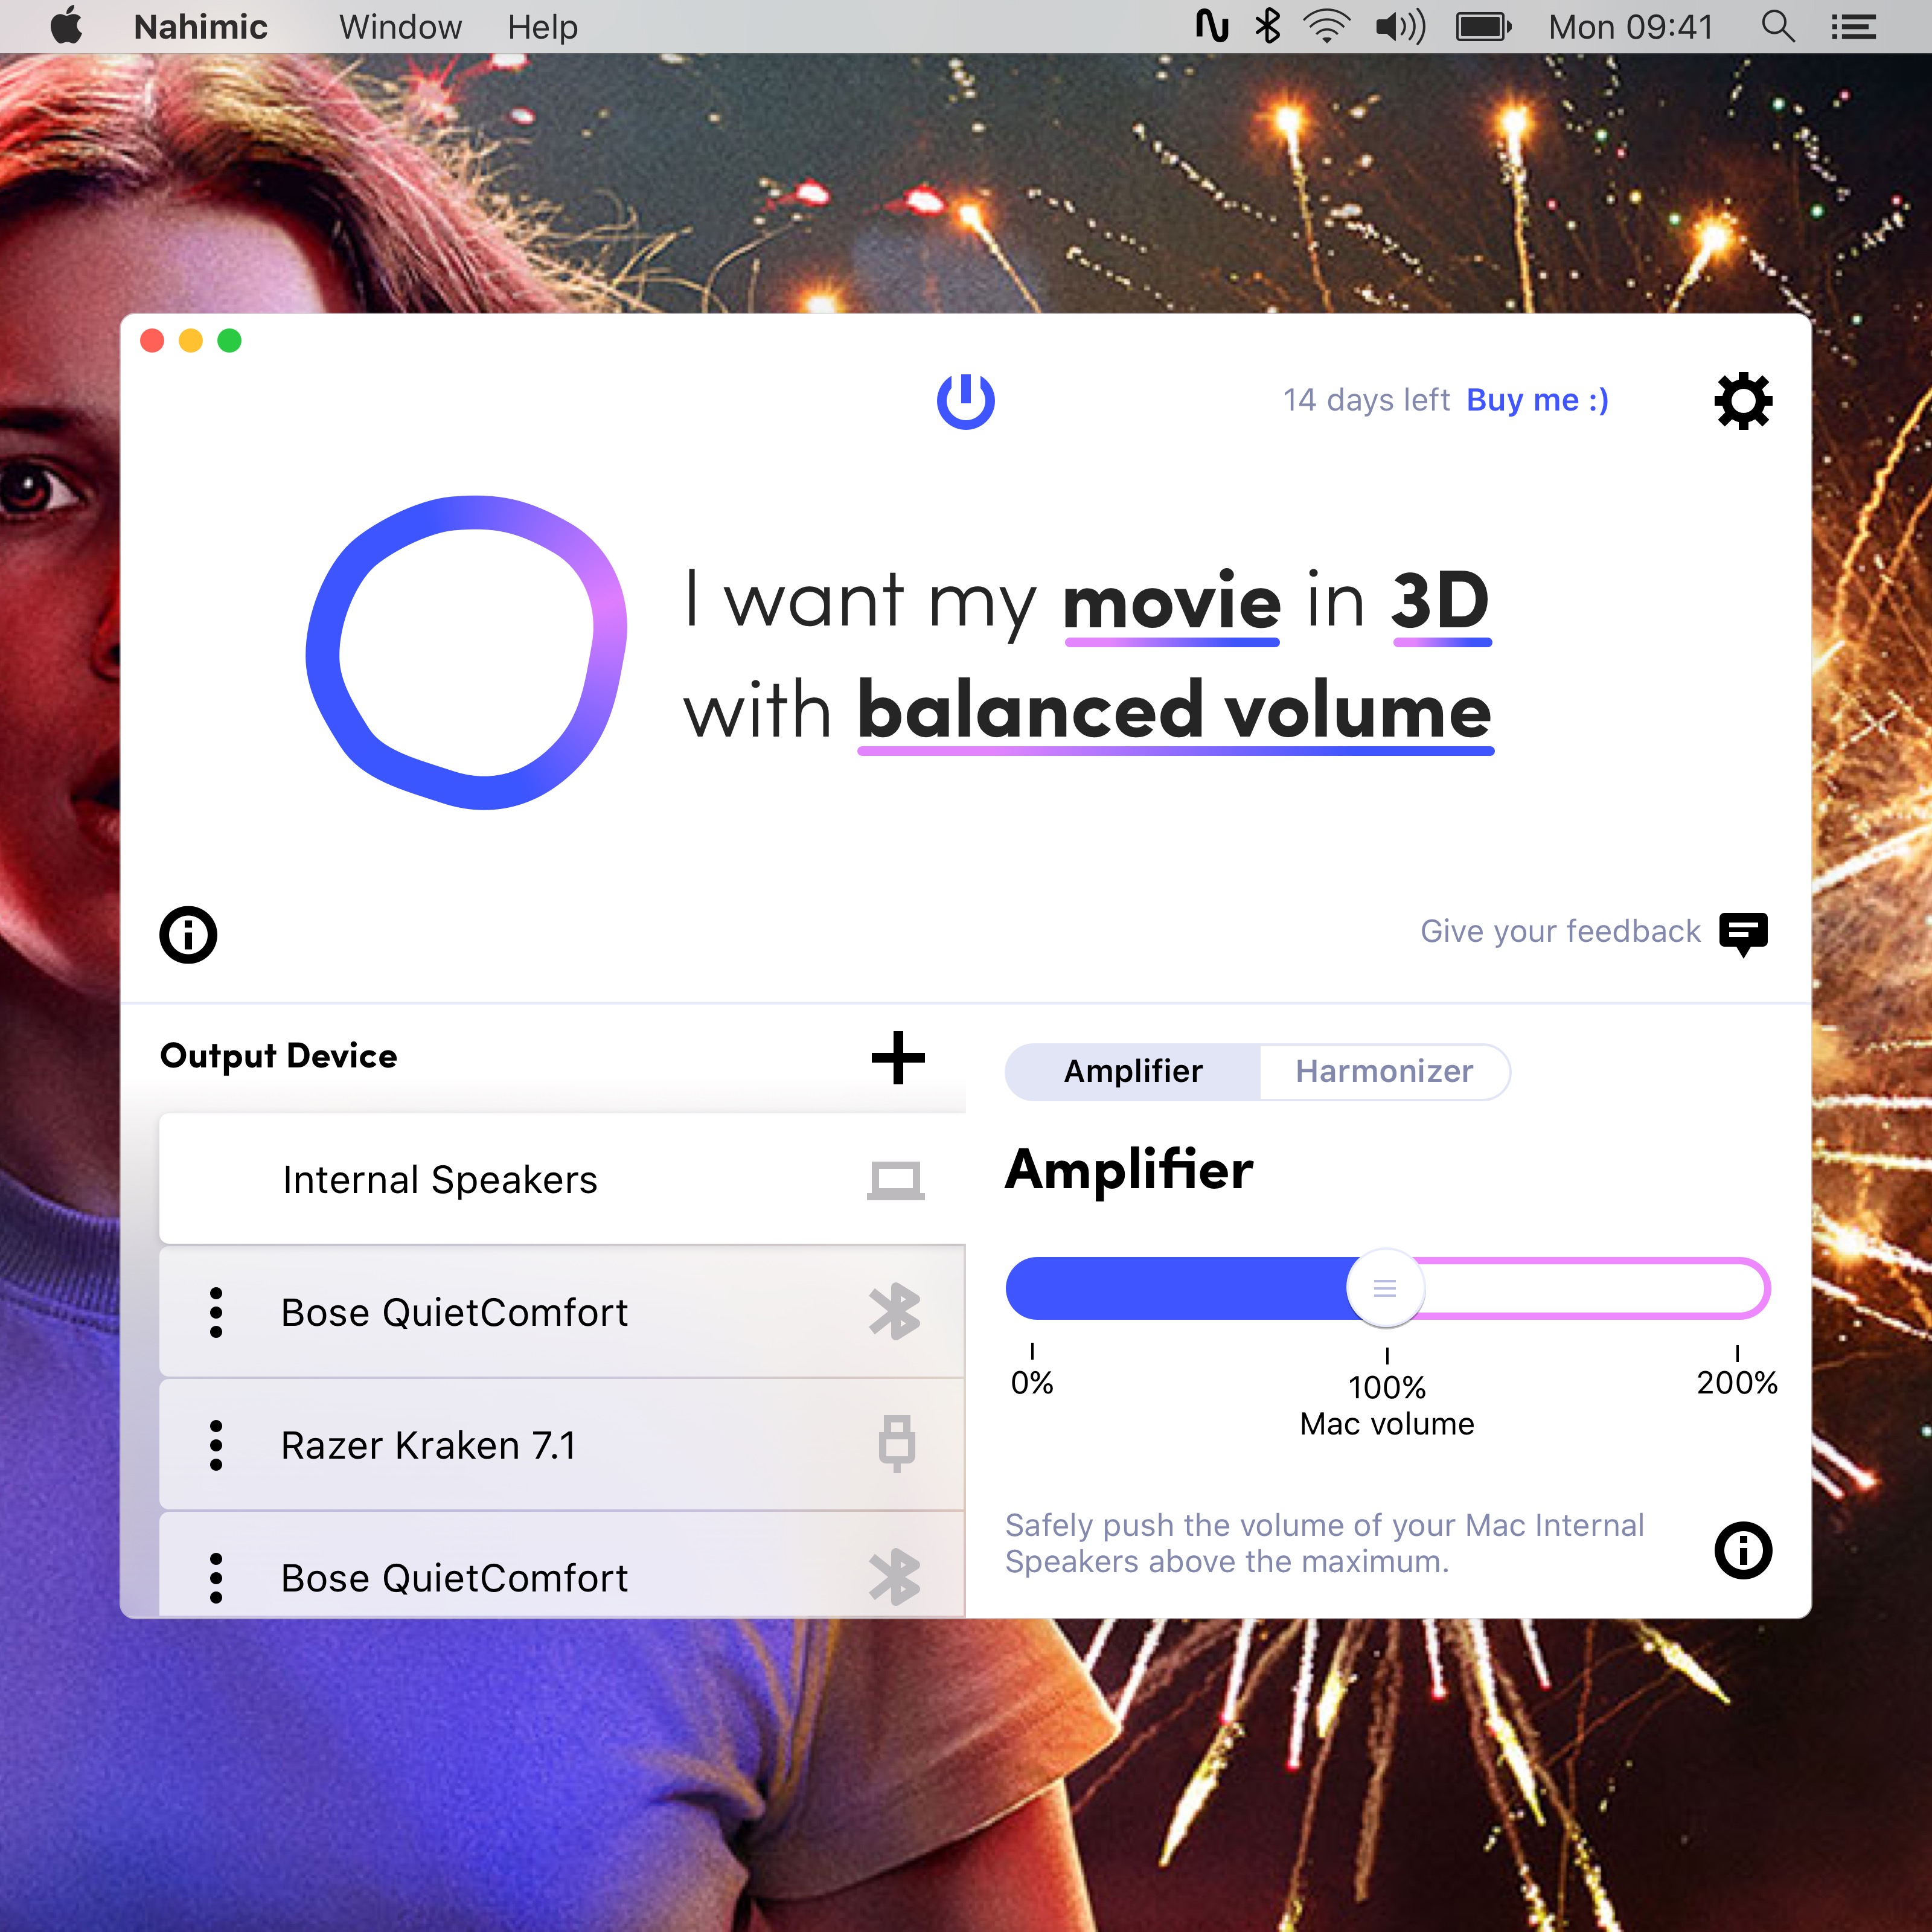 Nahimic Window Help Mon 09:41
14 days left Buy me :)
I want my movie in 3D
with balanced volume
Give your feedback
Output Device
Internal Speakers
Bose QuietComfort
Razer Kraken 7.1
Bose QuietComfort
Amplifier Harmonizer
Amplifier
0% 100% 200%
Mac volume
Safely push the volume of your Mac Internal
Speakers above the maximum.